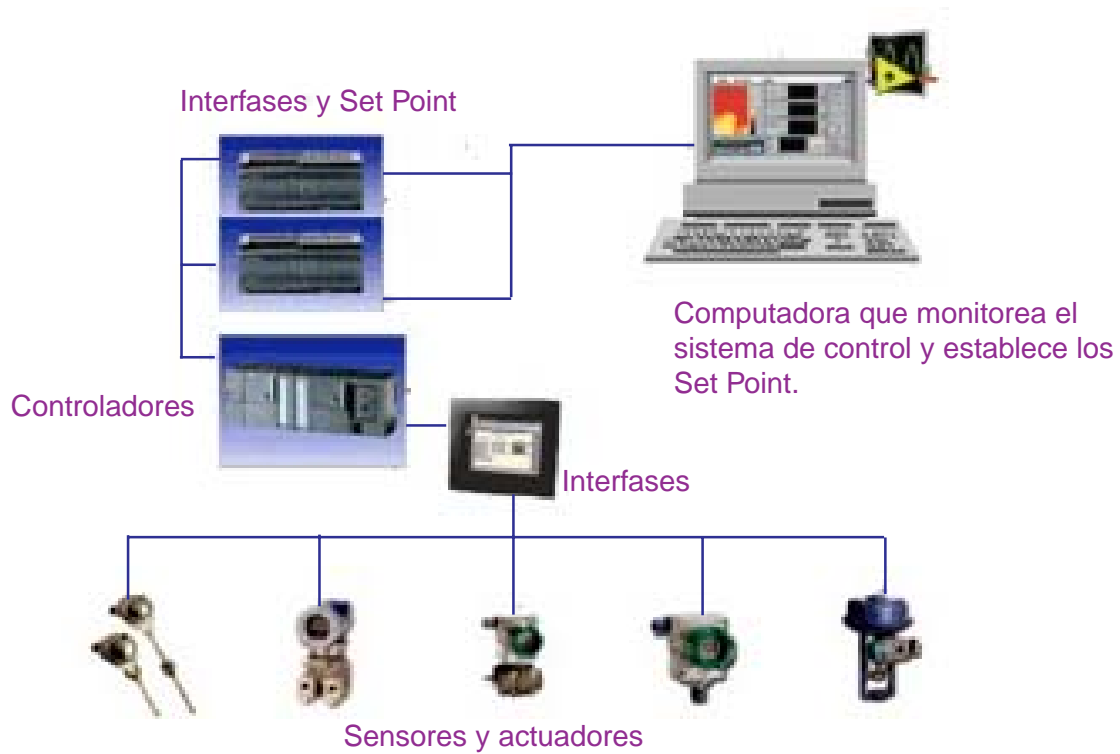 Interfases y Set Point
Computadora que monitorea el
sistema de control y establece los
Set Point.
Controladores
Interfases
Sensores y actuadores